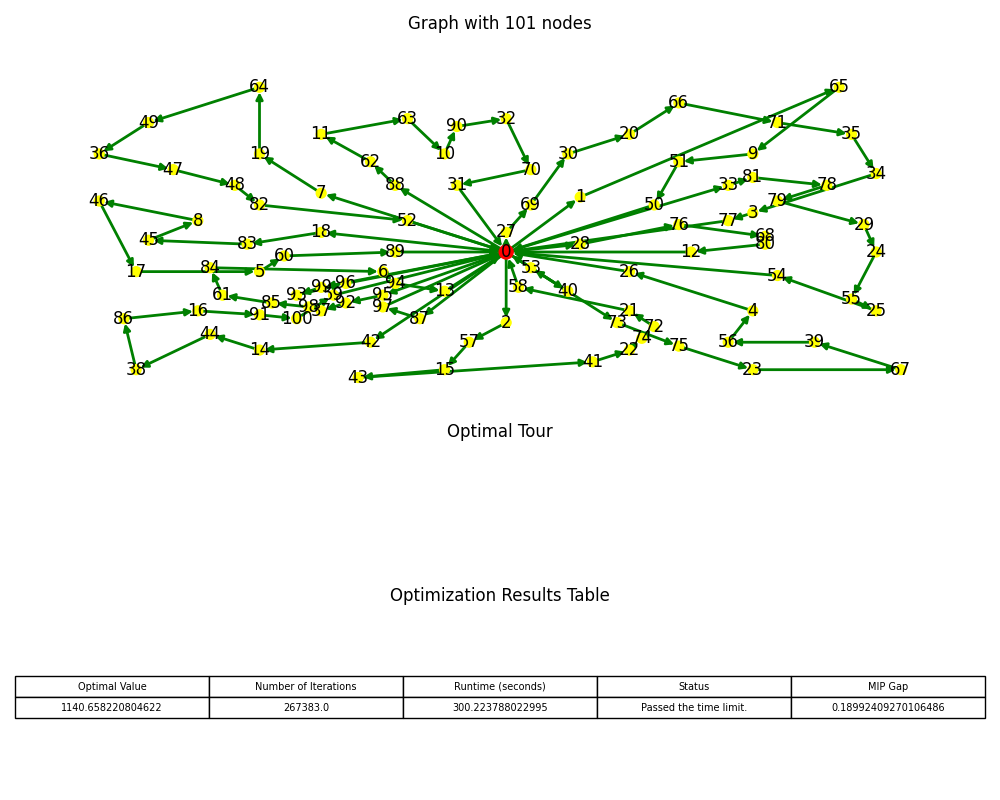 Graph with 101 nodes
64 65
66
63 32
49 71
90
11 20 35
36 19 10 30 9
62 51
47 70
34
81
48 88 31 33 78
7
1
46 79
82 69 50
3
8 52 77
76 29
18 27
68
45
83 28 80
89 0 12 24
60
84 53
17 5 6 26
54
96 94
99 58
13 40
61 93 59 95
55
85 92
98 97
16 37 21 4 25
91
86 100 87
2 73
72
44
74
42 57 56 39
75
14 22
41
38 15 23 67
43
Optimal Tour
Optimization Results Table
Optimal Value Number of Iterations Runtime (seconds) Status MIP Gap
1140.658220804622 267383.0 300.223788022995 Passed the time limit. 0.18992409270106486